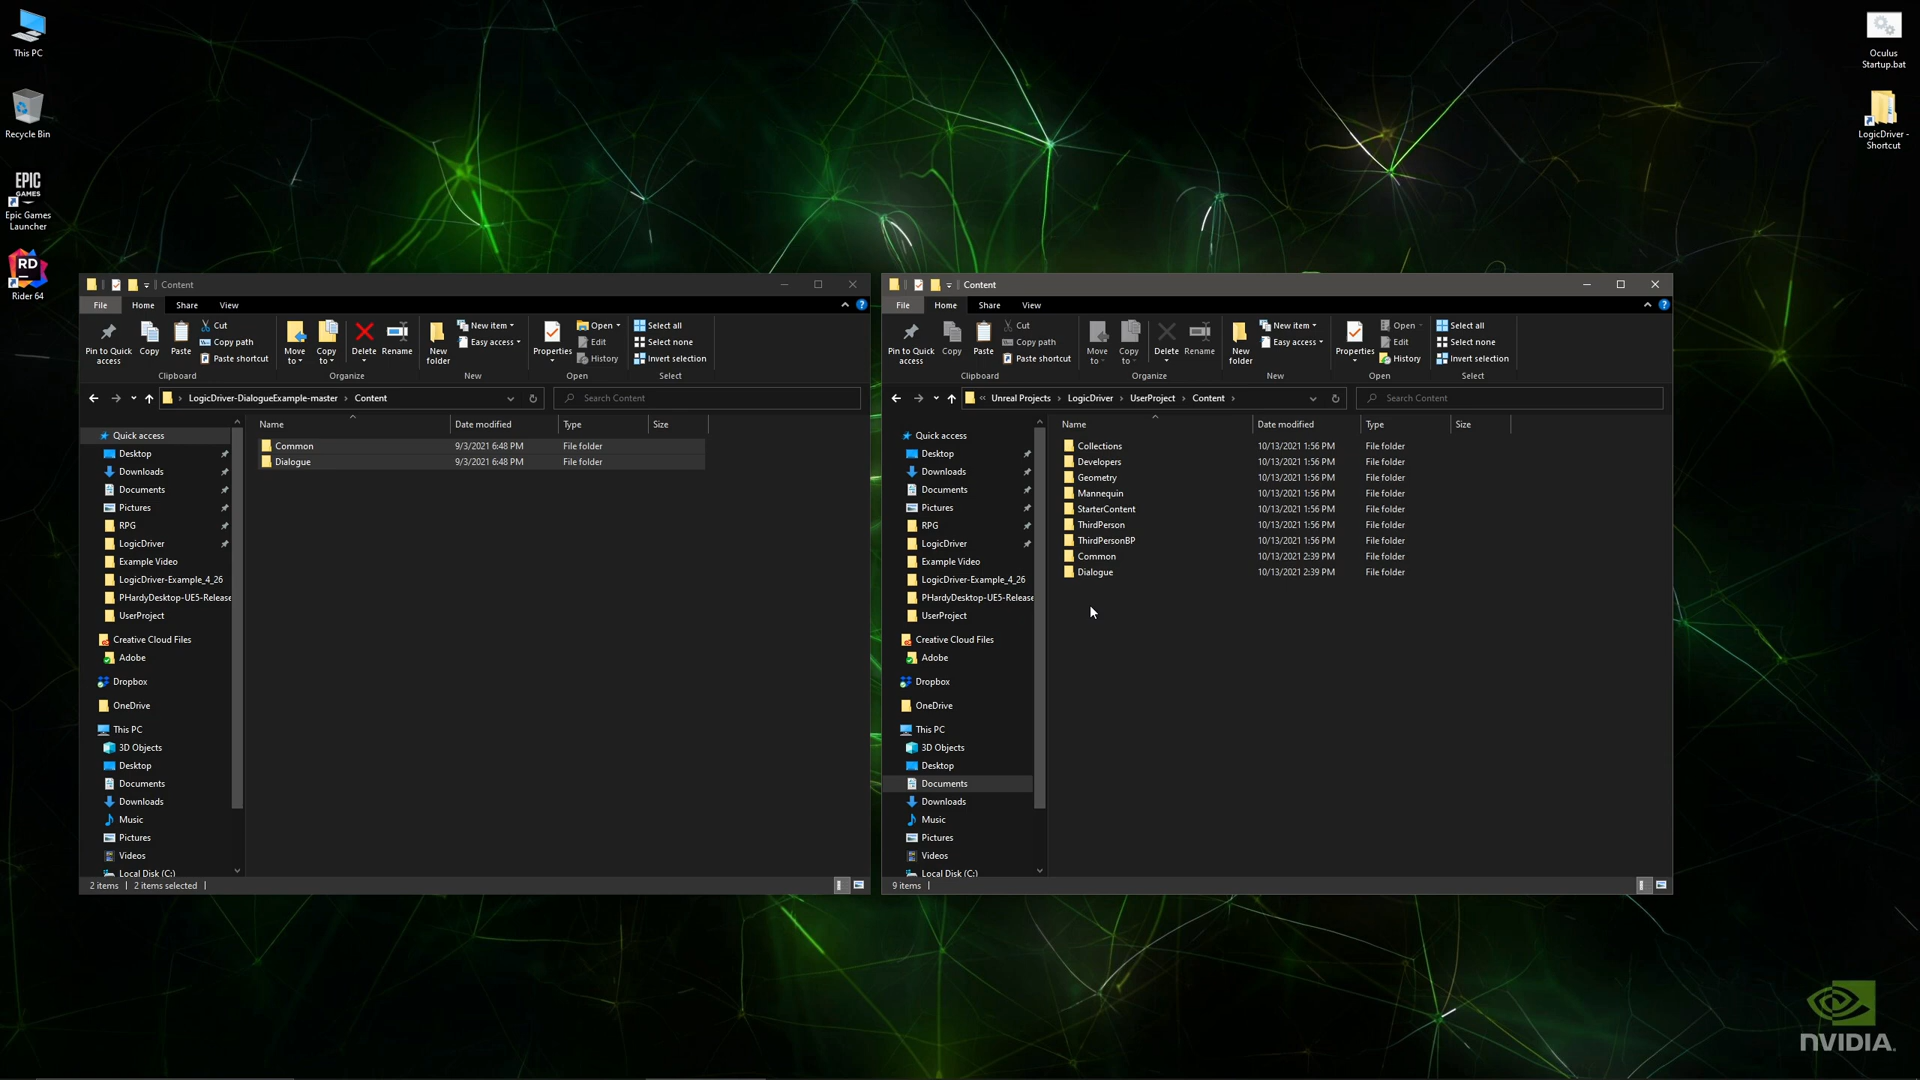 This PC
Recycle Bin
EPIC
GAMES
Epic Games
Launcher
RD
Rider 64
Oculus
Startup.bat
LogicDriver -
Shortcut
Content
File Home Share View
Pin to Quick
access
Copy
Paste
Cut
Copy path
Paste shortcut
Clipboard
Move
to
Copy
to
Delete
Rename
Organize
New
folder
New item
Easy access
New
Properties
Open
Edit
History
Open
Select all
Select none
Invert selection
Select
LogicDriver-DialogueExample-master > Content
Search Content
Name Date modified Type Size
Common 9/3/2021 6:48 PM File folder
Dialogue 9/3/2021 6:48 PM File folder
Quick access
Desktop
Downloads
Documents
Pictures
RPG
LogicDriver
Example Video
LogicDriver-Example_4_26
PHardyDesktop-UE5-Release
UserProject
Creative Cloud Files
Adobe
Dropbox
OneDrive
This PC
3D Objects
Desktop
Documents
Downloads
Music
Pictures
Videos
Local Disk (C:)
2 items 2 items selected
Content
File Home Share View
Pin to Quick
access
Copy
Paste
Cut
Copy path
Paste shortcut
Clipboard
Move
to
Copy
to
Delete
Rename
Organize
New
folder
New item
Easy access
New
Properties
Open
Edit
History
Open
Select all
Select none
Invert selection
Select
« Unreal Projects > LogicDriver > UserProject > Content >
Search Content
Name Date modified Type Size
Collections 10/13/2021 1:56 PM File folder
Developers 10/13/2021 1:56 PM File folder
Geometry 10/13/2021 1:56 PM File folder
Mannequin 10/13/2021 1:56 PM File folder
StarterContent 10/13/2021 1:56 PM File folder
ThirdPerson 10/13/2021 1:56 PM File folder
ThirdPersonBP 10/13/2021 1:56 PM File folder
Common 10/13/2021 2:39 PM File folder
Dialogue 10/13/2021 2:39 PM File folder
Quick access
Desktop
Downloads
Documents
Pictures
RPG
LogicDriver
Example Video
LogicDriver-Example_4_26
PHardyDesktop-UE5-Release
UserProject
Creative Cloud Files
Adobe
Dropbox
OneDrive
This PC
3D Objects
Desktop
Documents
Downloads
Music
Pictures
Videos
Local Disk (C:)
9 items
NVIDIA.